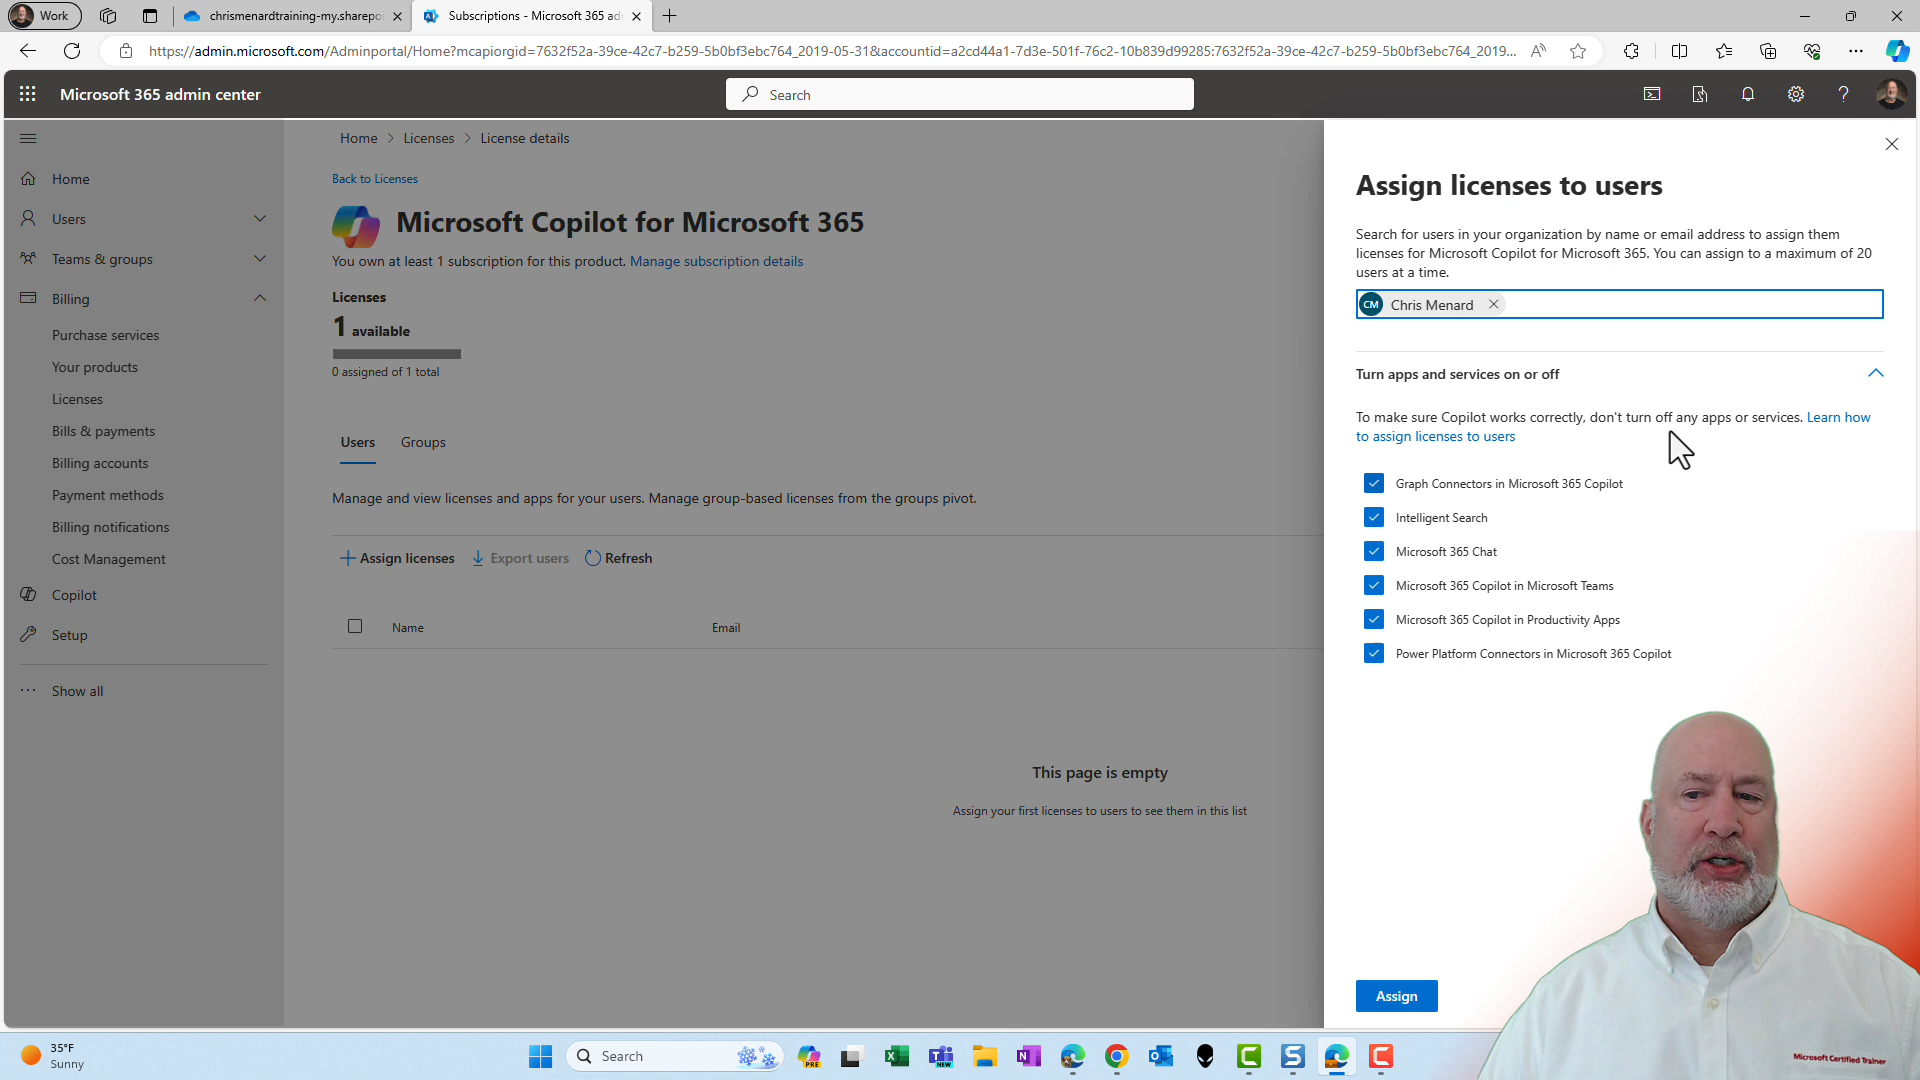 Work
chrismenardtraining-my.sharepo
Subscriptions - Microsoft 365 ad
https://admin.microsoft.com/Adminportal/Home?mcapiorgid=7632f52a-39ce-42c7-b259-5b0bf3ebc764_2019-05-31&accountid=a2cd44a1-7d3e-501f-76c2-10b839d99285:7632f52a-39ce-42c7-b259-5b0bf3ebc764_2019...
Microsoft 365 admin center
Search
Home
Users
Teams & groups
Billing
Purchase services
Your products
Licenses
Bills & payments
Billing accounts
Payment methods
Billing notifications
Cost Management
Copilot
Setup
Show all
Home > Licenses > License details
Back to Licenses
Microsoft Copilot for Microsoft 365
You own at least 1 subscription for this product. Manage subscription details
Licenses
1 available
0 assigned of 1 total
Users Groups
Manage and view licenses and apps for your users. Manage group-based licenses from the groups pivot.
Assign licenses Export users Refresh
Name Email
This page is empty
Assign your first licenses to users to see them in this list
Assign licenses to users
Search for users in your organization by name or email address to assign them
licenses for Microsoft Copilot for Microsoft 365. You can assign to a maximum of 20
users at a time.
CM Chris Menard
Turn apps and services on or off
To make sure Copilot works correctly, don't turn off any apps or services. Learn how
to assign licenses to users
Graph Connectors in Microsoft 365 Copilot
Intelligent Search
Microsoft 365 Chat
Microsoft 365 Copilot in Microsoft Teams
Microsoft 365 Copilot in Productivity Apps
Power Platform Connectors in Microsoft 365 Copilot
Assign
Microsoft Certified Trainer
35°F
Sunny
Search
PRE
NEW